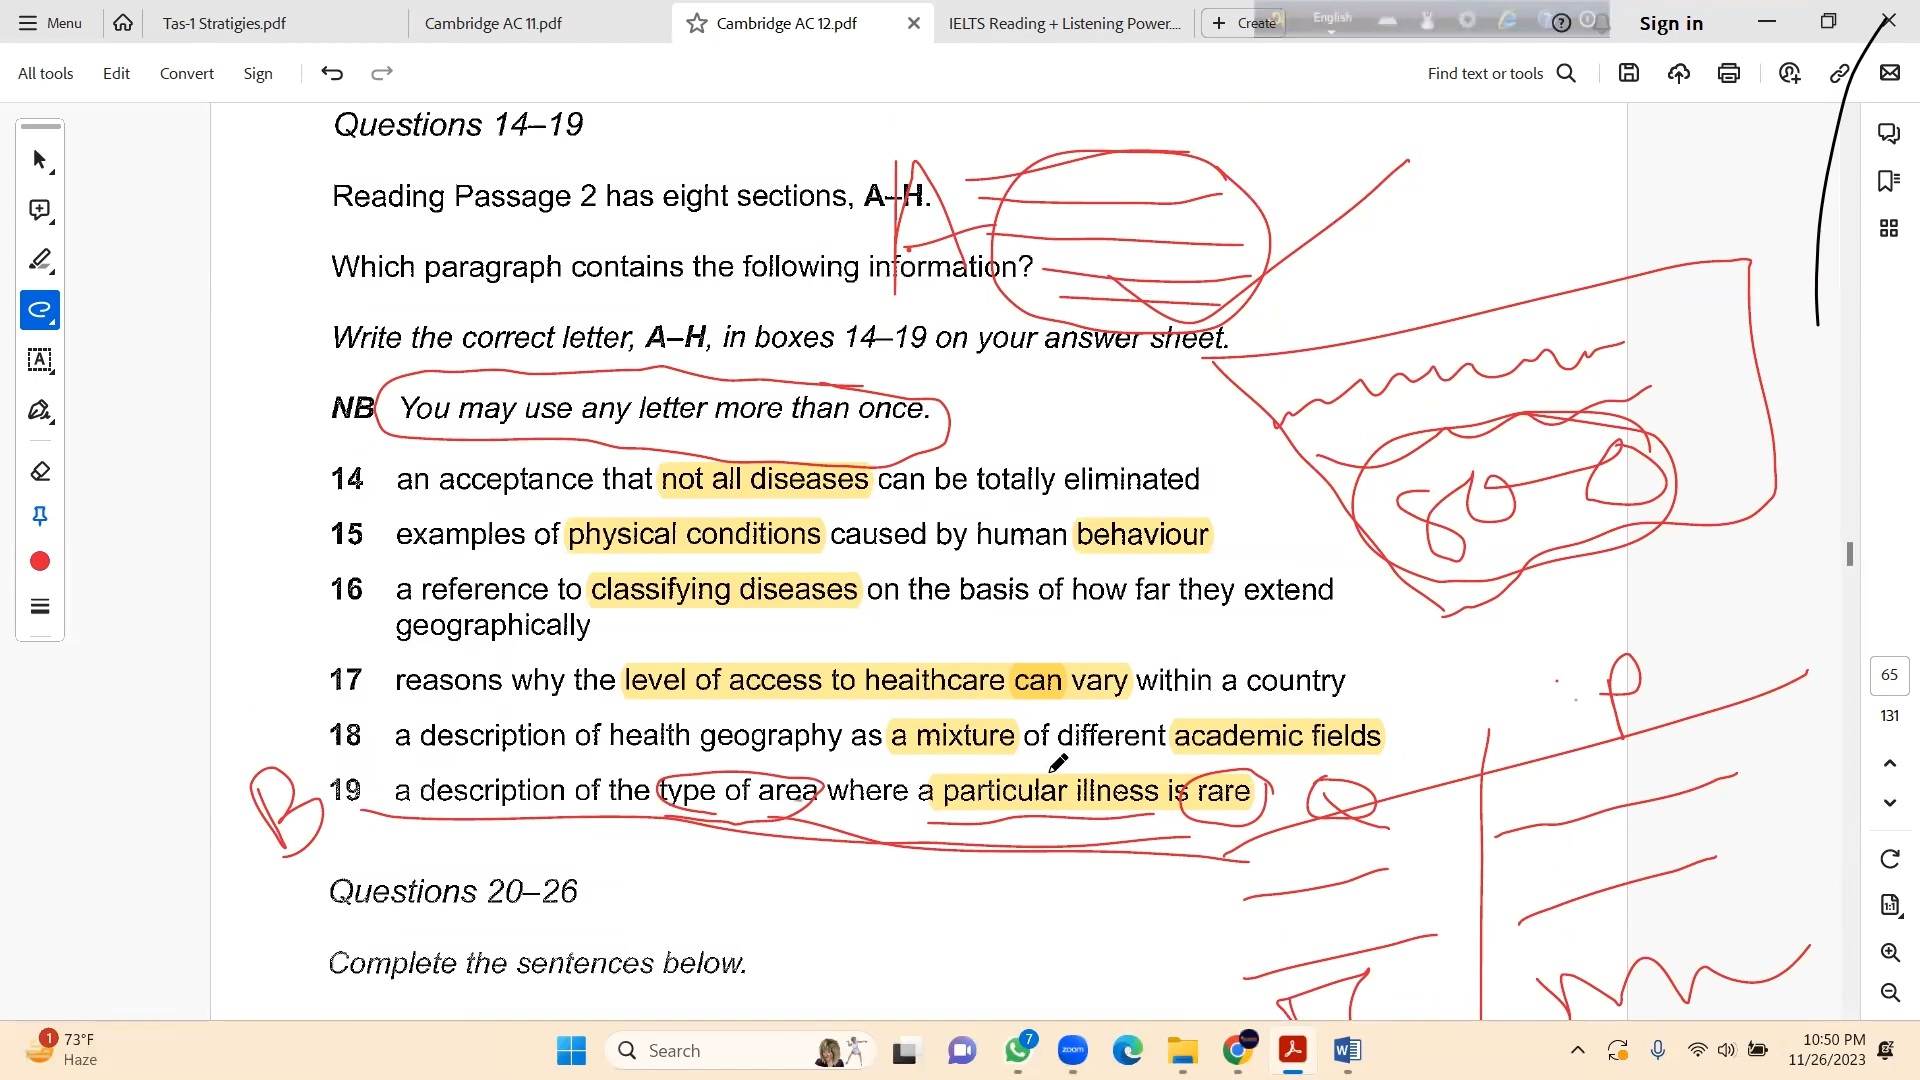 Menu
Tas-1 Stratigies.pdf
Cambridge AC 11.pdf
Cambridge AC 12.pdf
IELTS Reading + Listening Power....
Create
English
Sign in
All tools
Edit
Convert
Sign
Find text or tools
Questions 14–19
Reading Passage 2 has eight sections, A–H.
Which paragraph contains the following information?
Write the correct letter, A–H, in boxes 14–19 on your answer sheet.
NB You may use any letter more than once.
14 an acceptance that not all diseases can be totally eliminated
15 examples of physical conditions caused by human behaviour
16 a reference to classifying diseases on the basis of how far they extend
geographically
17 reasons why the level of access to healthcare can vary within a country
18 a description of health geography as a mixture of different academic fields
19 a description of the type of area where a particular illness is rare
B
Questions 20–26
Complete the sentences below.
65
131
1
73°F
Haze
Search
7
zoom
10:50 PM
11/26/2023